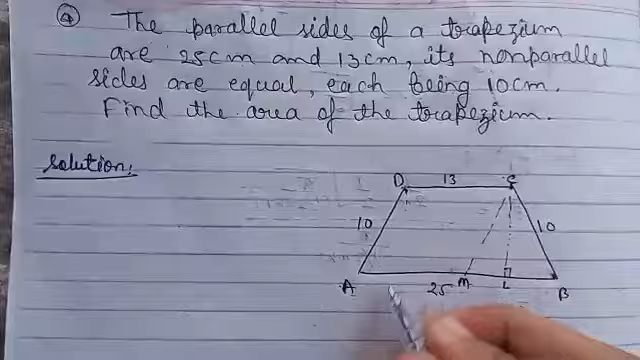 Q The parallel sides of a trapezium
are 25cm and 13cm, its nonparallel
sides are equal, each being 10cm.
Find the area of the trapezium.
Solution:
D 13 C
10 10
A 25 M L B